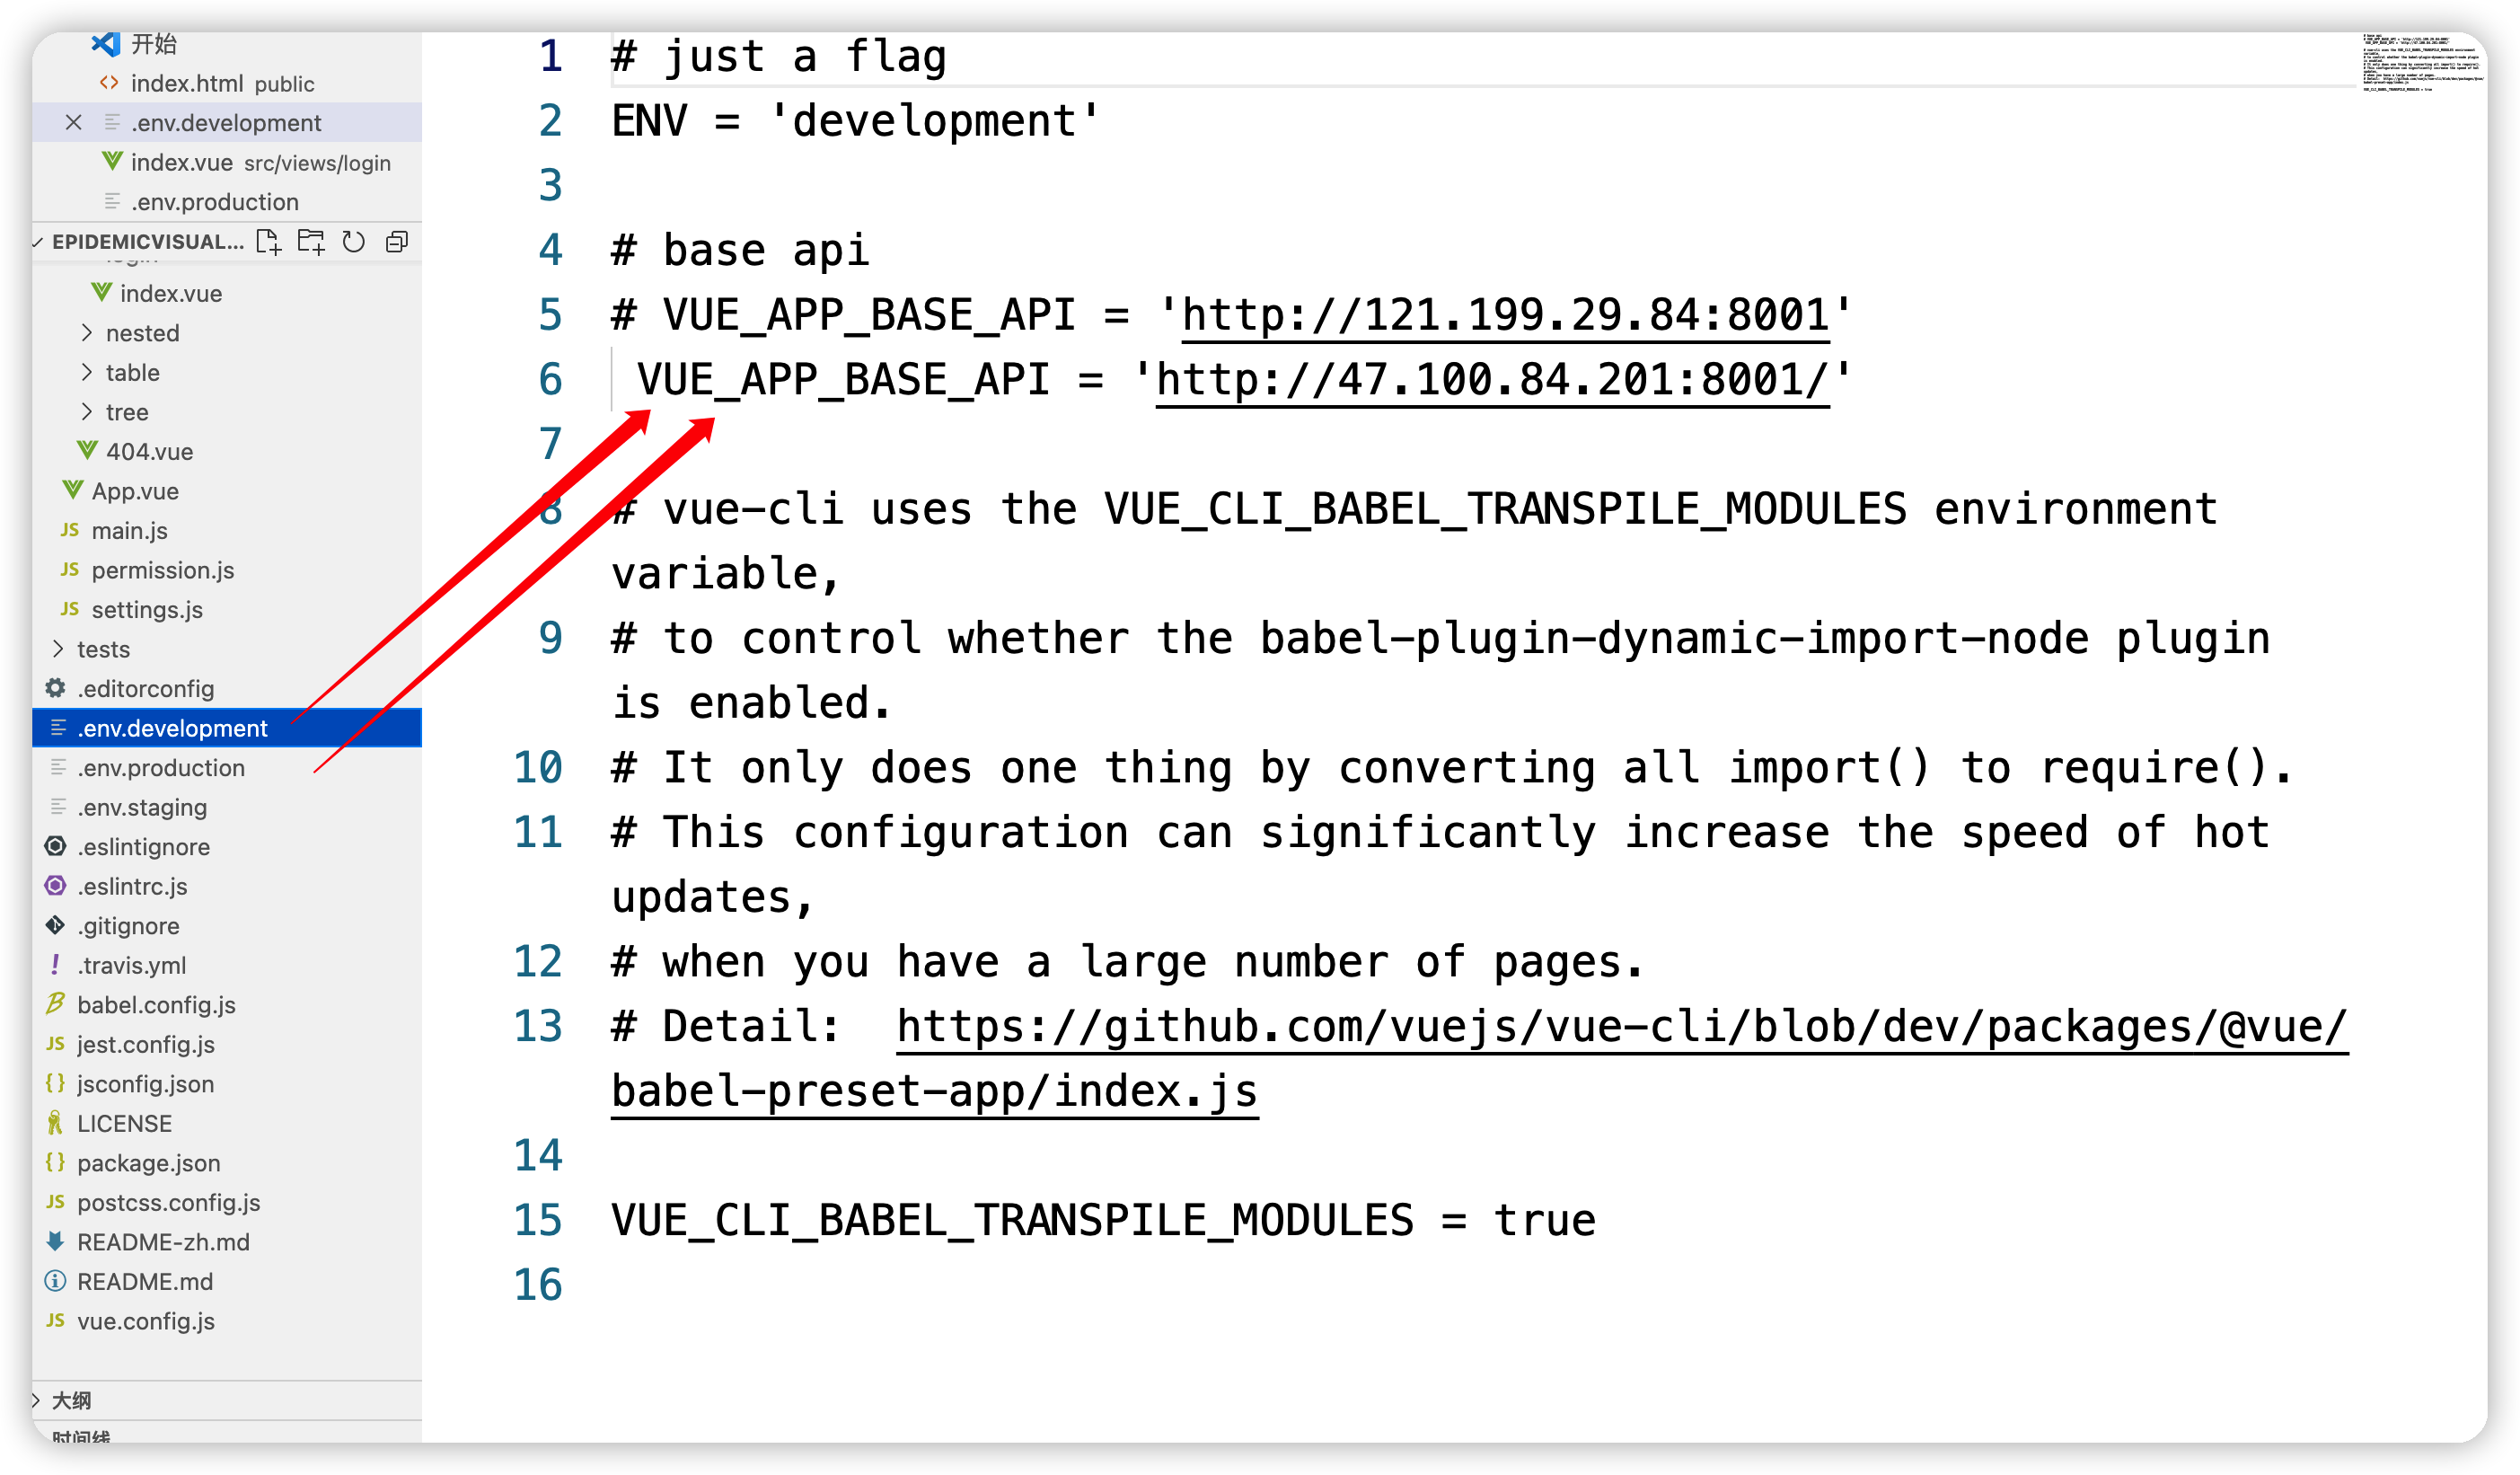 开始
index.html public
.env.development
index.vue src/views/login
.env.production
EPIDEMICVISUAL...
login
index.vue
nested
table
tree
404.vue
App.vue
JS main.js
JS permission.js
JS settings.js
tests
.editorconfig
.env.development
.env.production
.env.staging
.eslintignore
.eslintrc.js
.gitignore
.travis.yml
babel.config.js
JS jest.config.js
{} jsconfig.json
LICENSE
{} package.json
JS postcss.config.js
README-zh.md
README.md
JS vue.config.js
大纲
时间线
1 # just a flag
2 ENV = 'development'
3
4 # base api
5 # VUE_APP_BASE_API = 'http://121.199.29.84:8001'
6 VUE_APP_BASE_API = 'http://47.100.84.201:8001/'
7
8 # vue-cli uses the VUE_CLI_BABEL_TRANSPILE_MODULES environment
variable,
9 # to control whether the babel-plugin-dynamic-import-node plugin
is enabled.
10 # It only does one thing by converting all import() to require().
11 # This configuration can significantly increase the speed of hot
updates,
12 # when you have a large number of pages.
13 # Detail:  https://github.com/vuejs/vue-cli/blob/dev/packages/@vue/
babel-preset-app/index.js
14
15 VUE_CLI_BABEL_TRANSPILE_MODULES = true
16